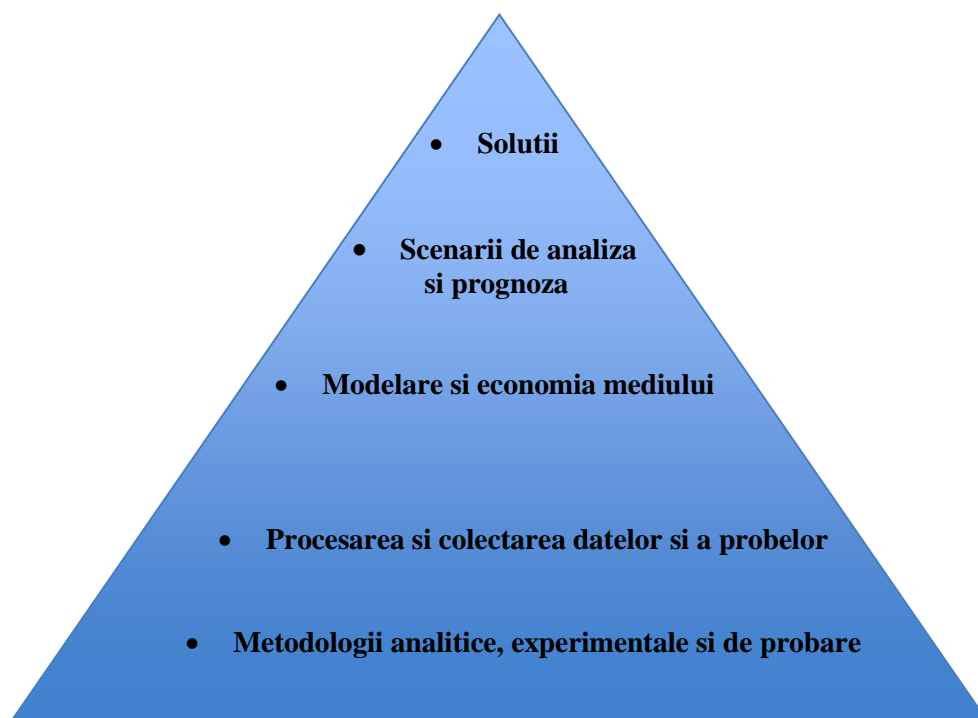 • Solutii
• Scenarii de analiza
si prognoza
• Modelare si economia mediului
• Procesarea si colectarea datelor si a probelor
• Metodologii analitice, experimentale si de probare